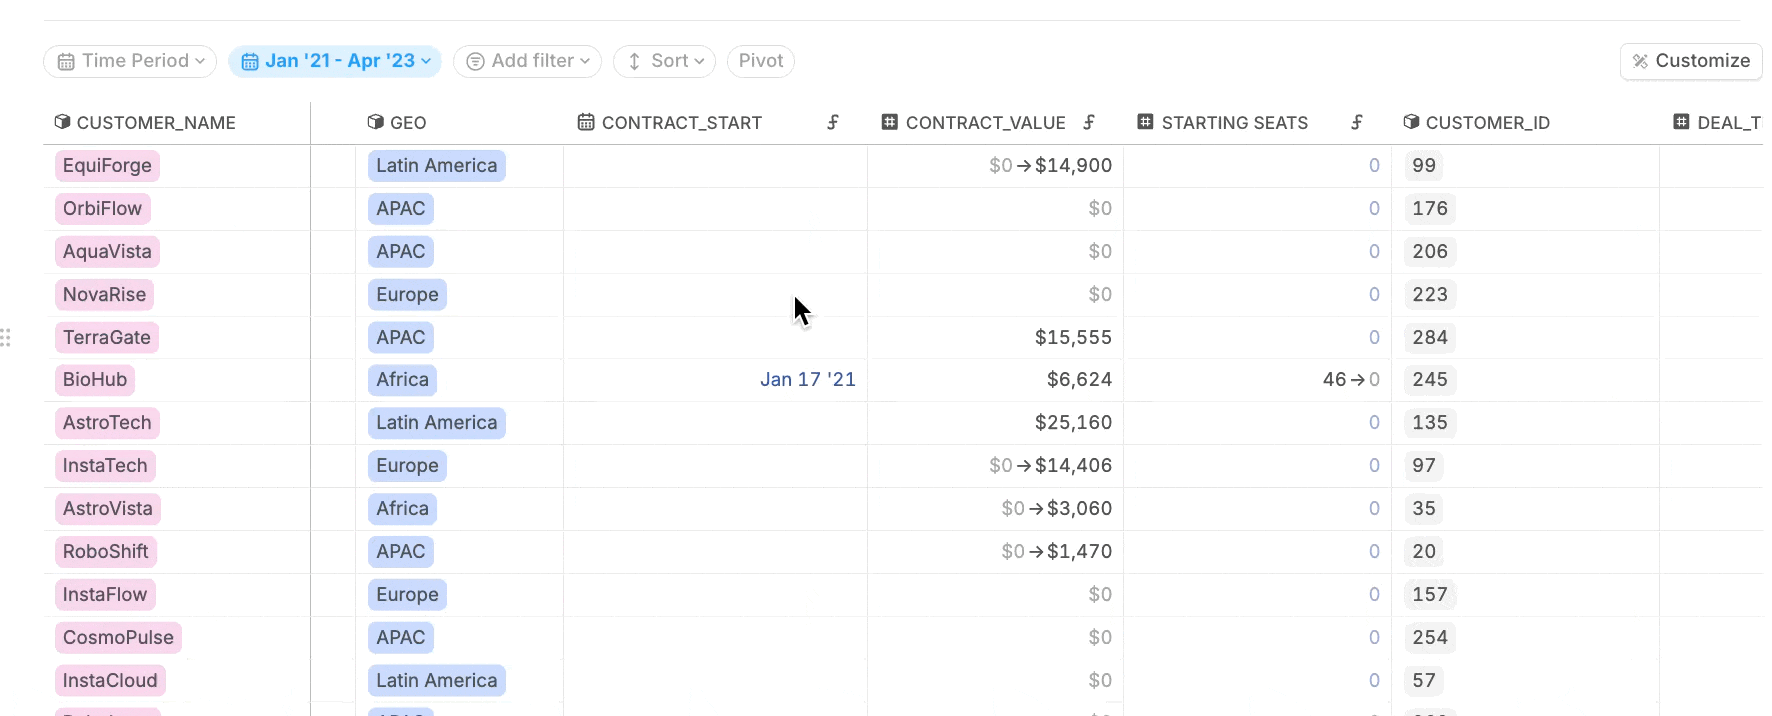 Time Period Jan '21 - Apr '23 Add filter Sort Pivot Customize
CUSTOMER_NAME GEO CONTRACT_START CONTRACT_VALUE STARTING SEATS CUSTOMER_ID DEAL_T
EquiForge Latin America $0→$14,900 0 99
OrbiFlow APAC $0 0 176
AquaVista APAC $0 0 206
NovaRise Europe $0 0 223
TerraGate APAC $15,555 0 284
BioHub Africa Jan 17 '21 $6,624 46→0 245
AstroTech Latin America $25,160 0 135
InstaTech Europe $0→$14,406 0 97
AstroVista Africa $0→$3,060 0 35
RoboShift APAC $0→$1,470 0 20
InstaFlow Europe $0 0 157
CosmoPulse APAC $0 0 254
InstaCloud Latin America $0 0 57